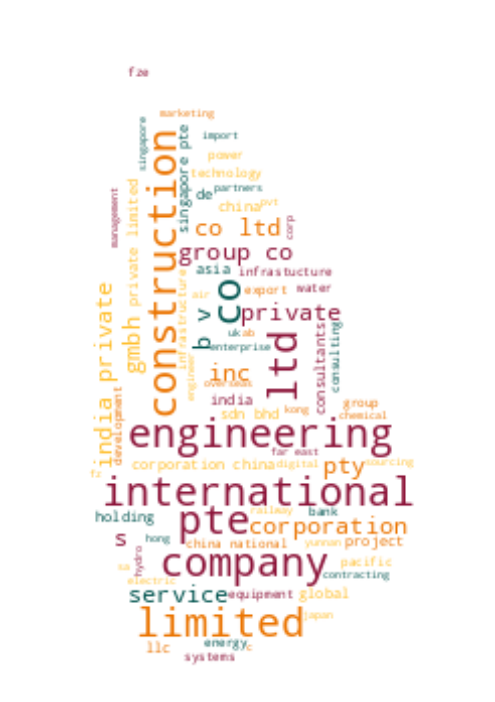 fze
marketing
singapore
construction
singapore pte
import
power
technology
de
partners
china
pvt
management
private limited
co ltd
corp
group co
asia
infrastucture
infrastructure
air
export
water
india private
gmbh
b v
co
private
uk
ab
enterprise
ltd
consultants
consulting
engineer
inc
overseas
india
sdn bhd
kong
group
chemical
development
engineering
far east
fz
corporation china
digital
pty
sourcing
international
holding
pte
railway
bank
corporation
s
hong
china national
yunnan
project
hydro
company
sa
pacific
contracting
electric
service
equipment
global
limited
japan
llc
energy
c
systems